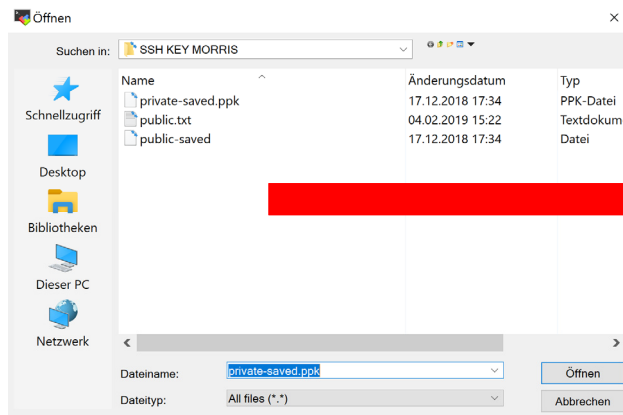 Öffnen
Suchen in: SSH KEY MORRIS
Name Änderungsdatum Typ
private-saved.ppk 17.12.2018 17:34 PPK-Datei
public.txt 04.02.2019 15:22 Textdokum
public-saved 17.12.2018 17:34 Datei
Schnellzugriff
Desktop
Bibliotheken
Dieser PC
Netzwerk
Dateiname: private-saved.ppk Öffnen
Dateityp: All files (*.*) Abbrechen